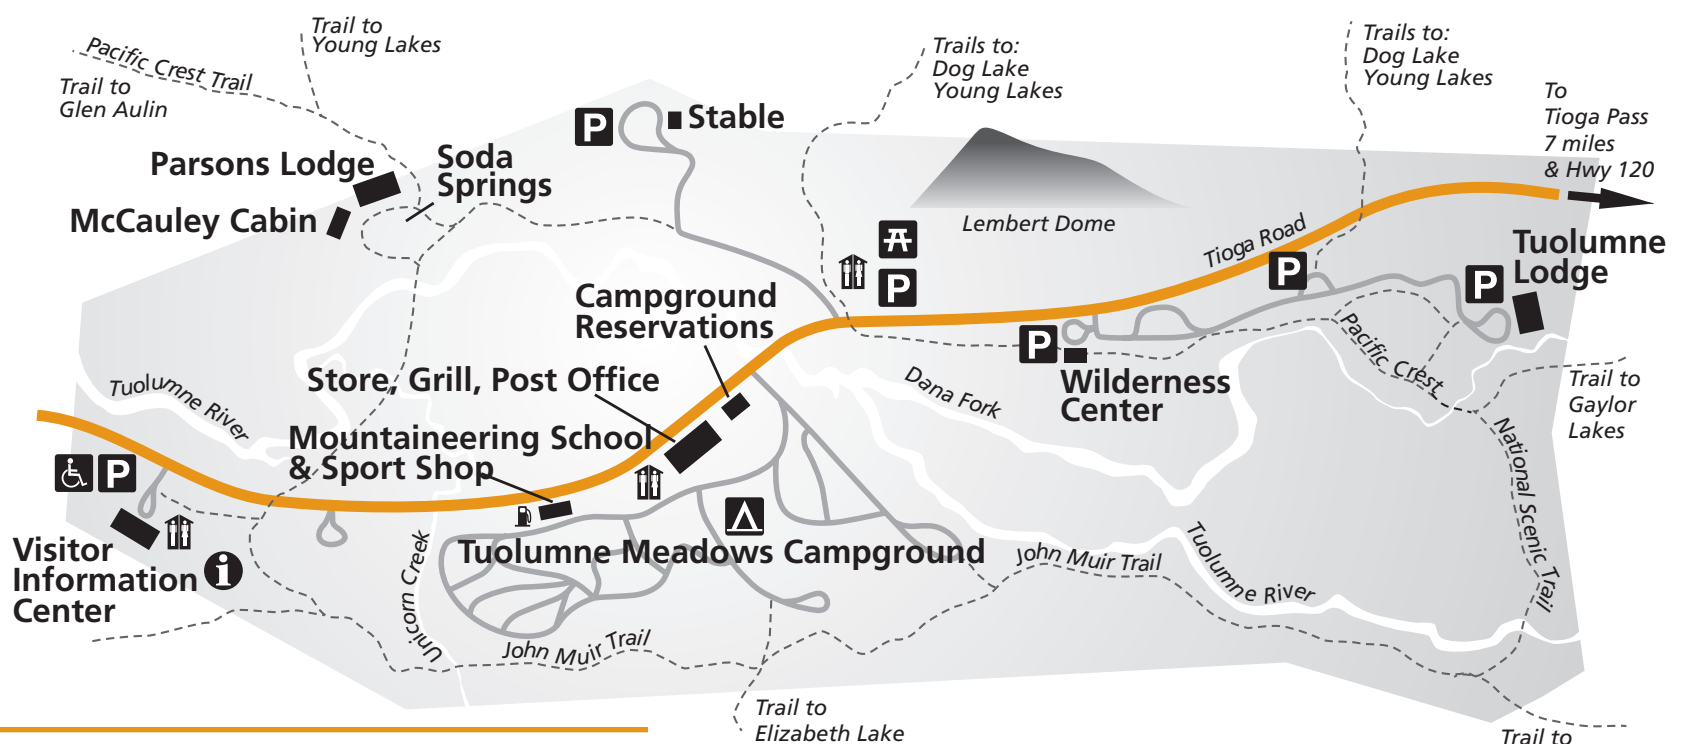 Trail to
Young Lakes
Pacific Crest Trail
Trail to
Glen Aulin
Trails to:
Dog Lake
Young Lakes
Trails to:
Dog Lake
Young Lakes
To
Tioga Pass
7 miles
& Hwy 120
P
Stable
Parsons Lodge
Soda
Springs
McCauley Cabin
Lembert Dome
Tioga Road
Tuolumne
Lodge
P
P
P
Campground
Reservations
P
Wilderness
Center
Pacific Crest
Trail to
Gaylor
Lakes
Store, Grill, Post Office
Tuolumne River
Dana Fork
Mountaineering School
& Sport Shop
National Scenic Trail
P
Visitor
Information
Center
i
Unicorn Creek
Tuolumne Meadows Campground
John Muir Trail
Tuolumne River
John Muir Trail
Trail to
Elizabeth Lake
Trail to